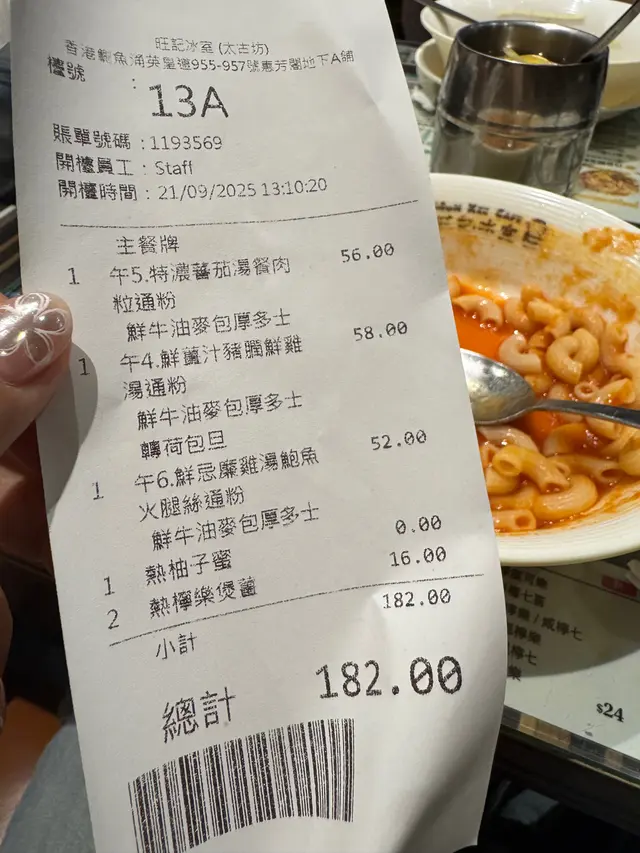 旺記冰室 (太古坊)
香港鰂魚涌英皇道955-957號惠芳閣地下A舖
檯號 :
13A
賬單號碼 : 1193569
開檯員工 : Staff
開檯時間 : 21/09/2025 13:10:20
主餐牌
1 午5.特濃蕃茄湯餐肉 56.00
粒通粉
鮮牛油麥包厚多士
1 午4.鮮薑汁豬膶鮮雞 58.00
湯通粉
鮮牛油麥包厚多士
轉荷包旦
1 午6.鮮忌廉雞湯鮑魚 52.00
火腿絲通粉
鮮牛油麥包厚多士
1 熱柚子蜜 0.00
2 熱檸樂煲薑 16.00
小計 182.00
總計 182.00
$24